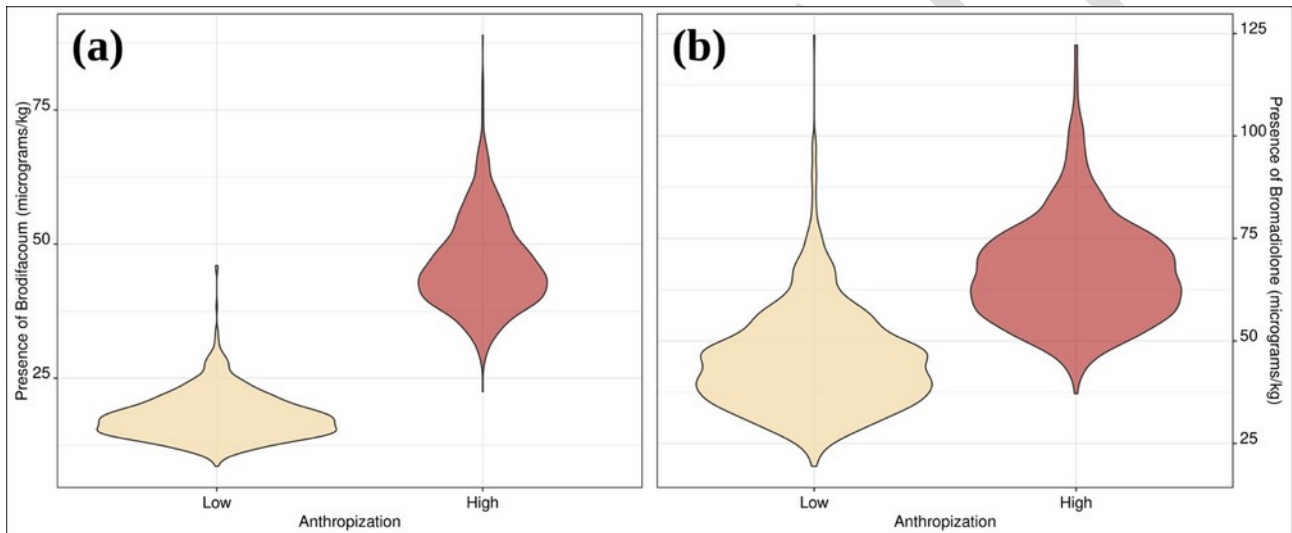 (a)
Presence of Brodifacoum (micrograms/kg)
75
50
25
Low
High
Anthropization
(b)
125
100
75
50
25
Presence of Bromadiolone (micrograms/kg)
Low
High
Anthropization